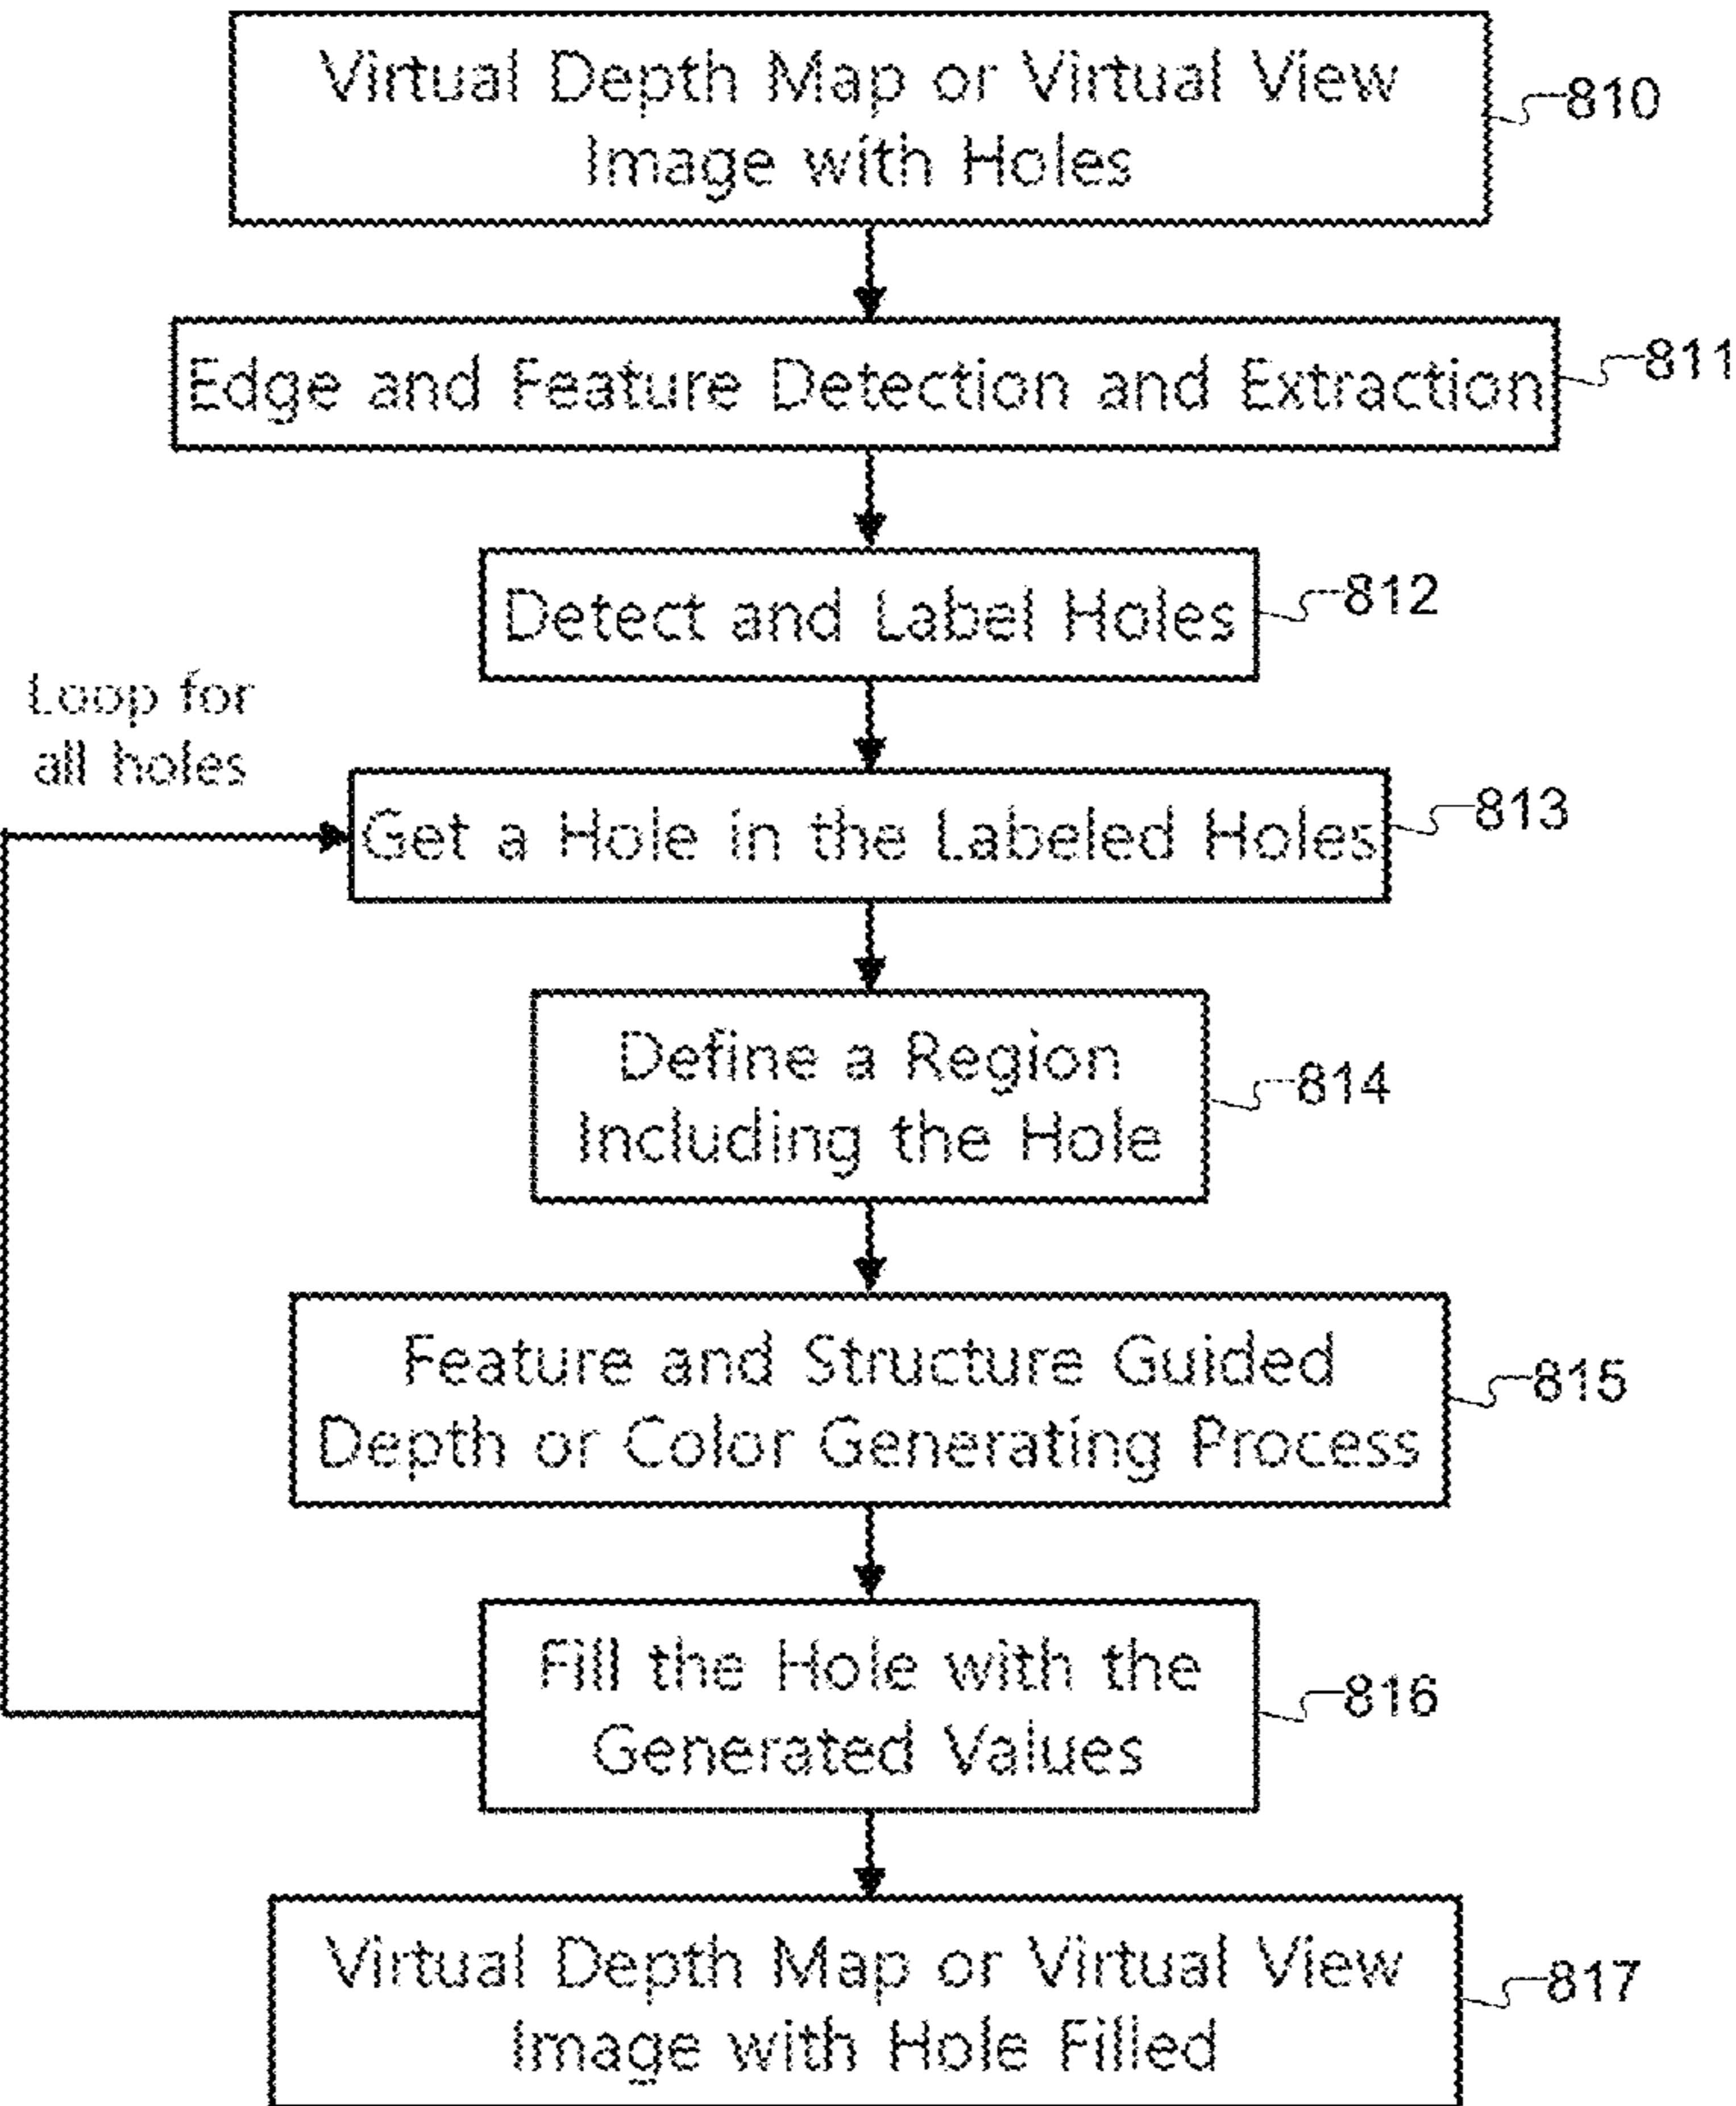 Virtual Depth Map or Virtual View
Image with Holes
810
Edge and Feature Detection and Extraction
811
Detect and Label Holes
812
Loop for
all holes
Get a Hole in the Labeled Holes
813
Define a Region
Including the Hole
814
Feature and Structure Guided
Depth or Color Generating Process
815
Fill the Hole with the
Generated Values
816
Virtual Depth Map or Virtual View
Image with Hole Filled
817